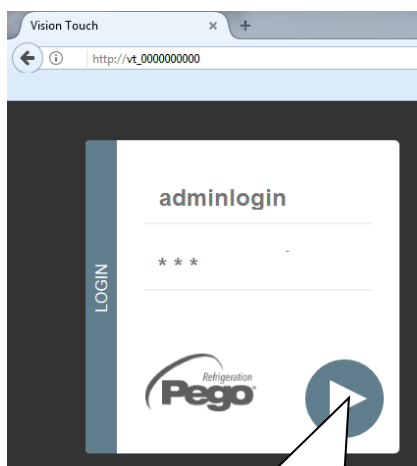 Vision Touch
http://vt_0000000000
adminlogin
* * *
LOGIN
Refrigeration
Pego